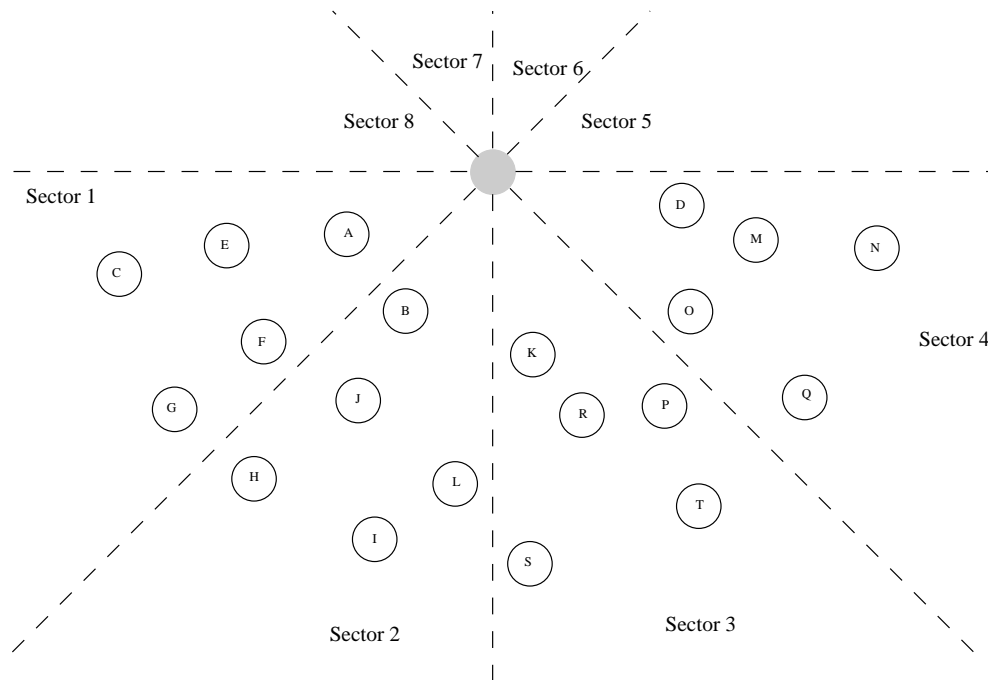 Sector 7
Sector 6
Sector 8
Sector 5
Sector 1
D
A
M
E
N
C
B
O
Sector 4
F
K
Q
J
P
G
R
H
L
T
I
S
Sector 3
Sector 2